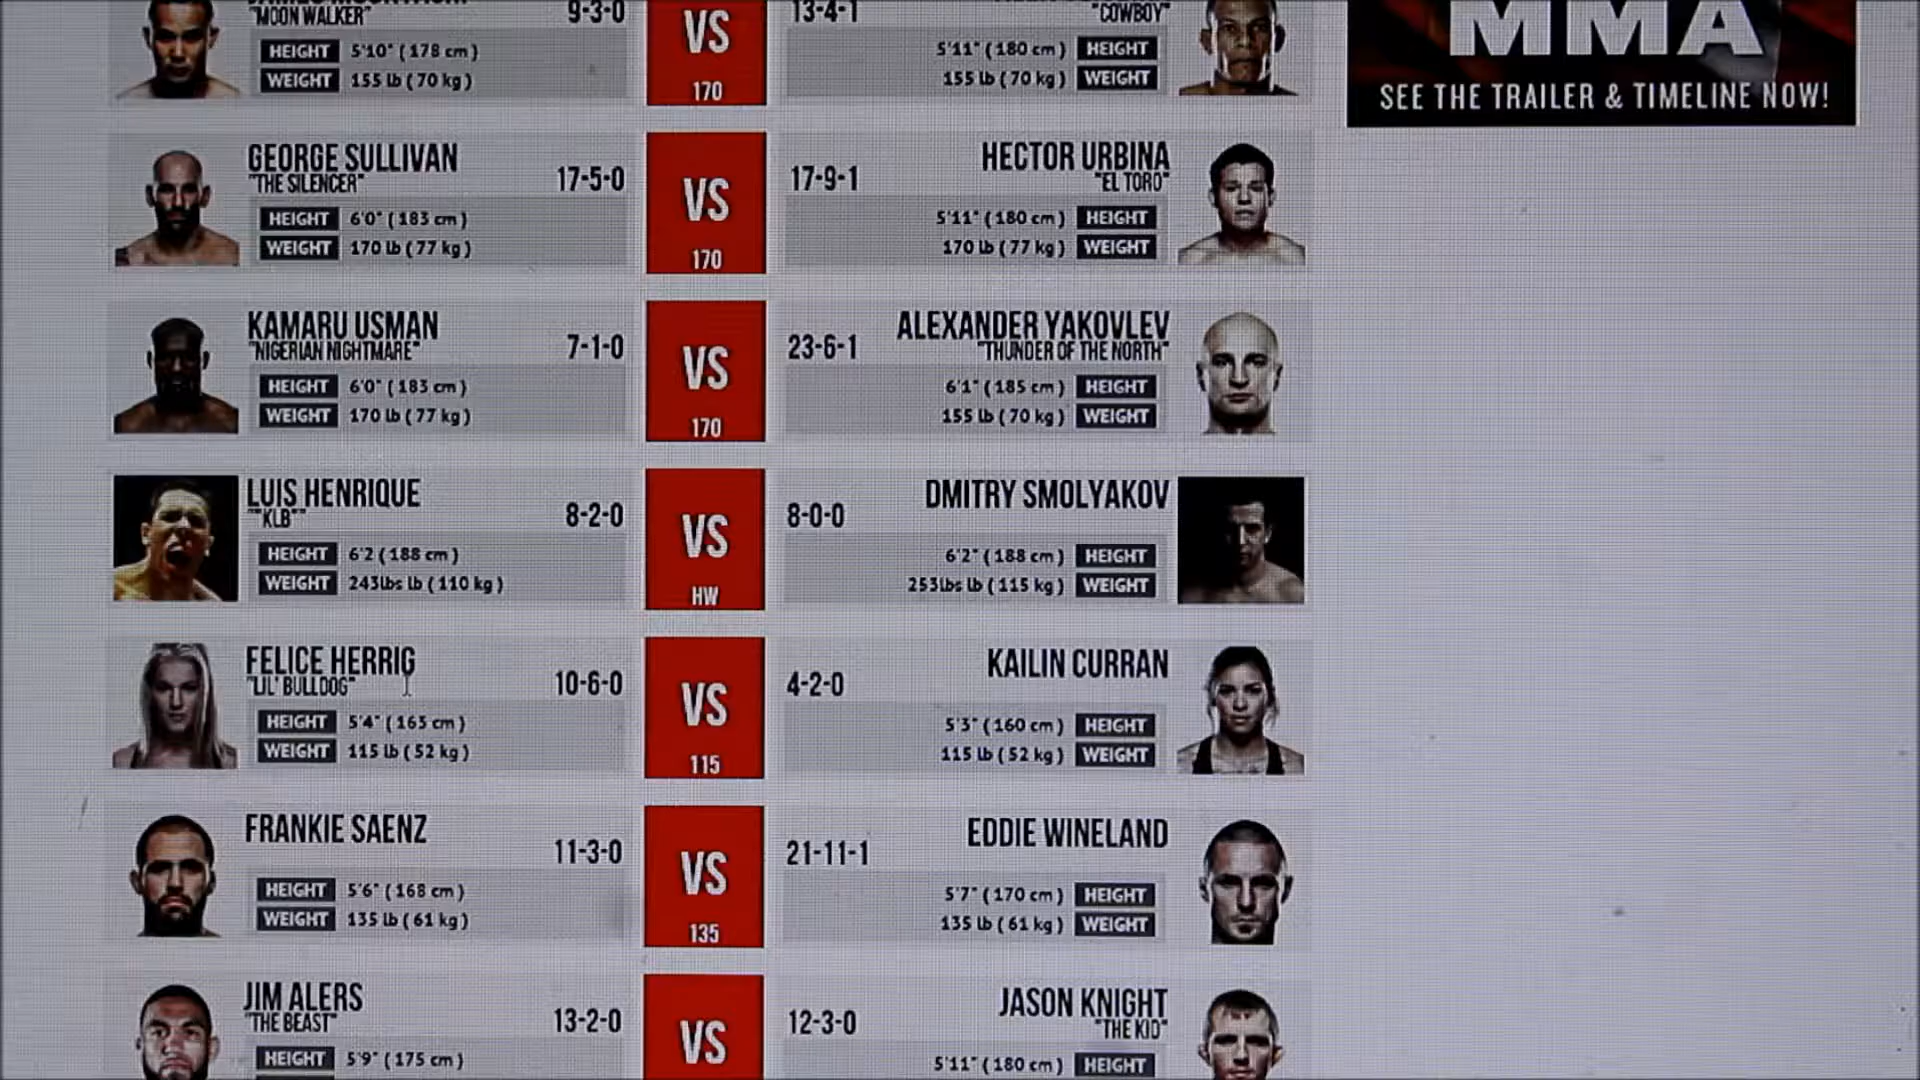 "MOON WALKER"
9-3-0
HEIGHT 5'10" ( 178 cm )
WEIGHT 155 lb ( 70 kg )
VS
170
13-4-1
"COWBOY"
5'11" ( 180 cm ) HEIGHT
155 lb ( 70 kg ) WEIGHT
MMA
SEE THE TRAILER & TIMELINE NOW!
GEORGE SULLIVAN
"THE SILENCER"
17-5-0
HEIGHT 6'0" ( 183 cm )
WEIGHT 170 lb ( 77 kg )
VS
170
17-9-1
HECTOR URBINA
"EL TORO"
5'11" ( 180 cm ) HEIGHT
170 lb ( 77 kg ) WEIGHT
KAMARU USMAN
"NIGERIAN NIGHTMARE"
7-1-0
HEIGHT 6'0" ( 183 cm )
WEIGHT 170 lb ( 77 kg )
VS
170
23-6-1
ALEXANDER YAKOVLEV
"THUNDER OF THE NORTH"
6'1" ( 185 cm ) HEIGHT
155 lb ( 70 kg ) WEIGHT
LUIS HENRIQUE
""KLB""
8-2-0
HEIGHT 6'2 ( 188 cm )
WEIGHT 243lbs lb ( 110 kg )
VS
HW
8-0-0
DMITRY SMOLYAKOV
6'2" ( 188 cm ) HEIGHT
253lbs lb ( 115 kg ) WEIGHT
FELICE HERRIG
"LIL' BULLDOG"
10-6-0
HEIGHT 5'4" ( 163 cm )
WEIGHT 115 lb ( 52 kg )
VS
115
4-2-0
KAILIN CURRAN
5'3" ( 160 cm ) HEIGHT
115 lb ( 52 kg ) WEIGHT
FRANKIE SAENZ
11-3-0
HEIGHT 5'6" ( 168 cm )
WEIGHT 135 lb ( 61 kg )
VS
135
21-11-1
EDDIE WINELAND
5'7" ( 170 cm ) HEIGHT
135 lb ( 61 kg ) WEIGHT
JIM ALERS
"THE BEAST"
13-2-0
HEIGHT 5'9" ( 175 cm )
VS
12-3-0
JASON KNIGHT
"THE KID"
5'11" ( 180 cm ) HEIGHT